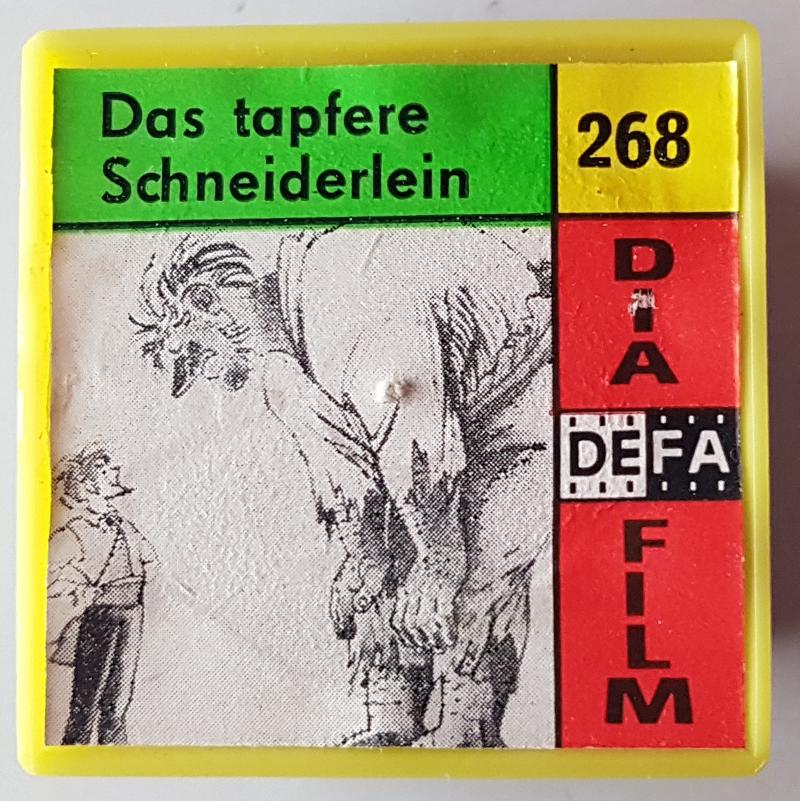 Das tapfere
Schneiderlein
268
DiA
DEFA
FILM